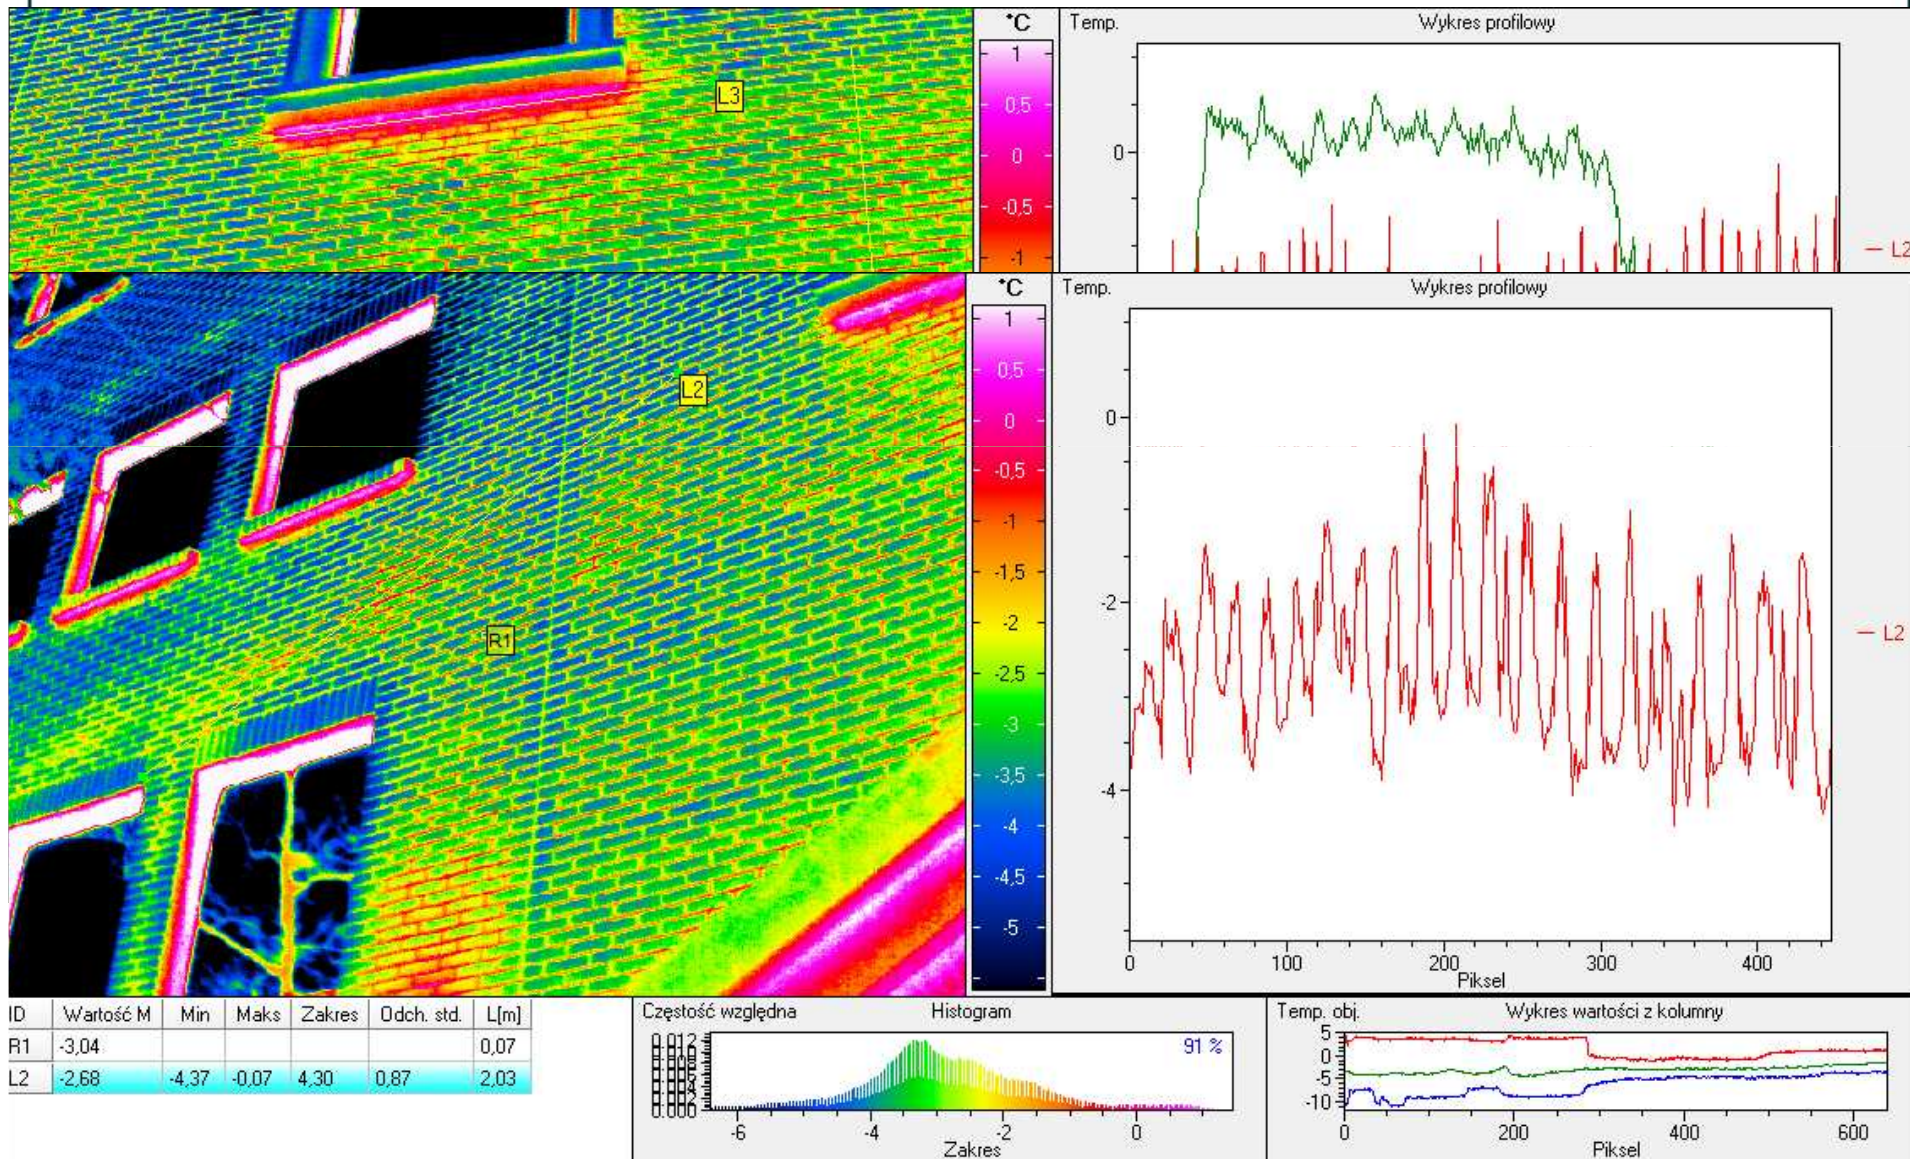 °C
1
0,5
0
-0,5
-1
L3
Temp.
Wykres profilowy
0
L2
°C
1
0,5
0
-0,5
-1
-1,5
-2
-2,5
-3
-3,5
-4
-4,5
-5
L2
R1
Temp.
Wykres profilowy
0
-2
-4
L2
0 100 200 300 400
Piksel
ID Wartość M Min Maks Zakres Odch. std. L[m]
R1 -3,04 0,07
L2 -2,68 -4,37 -0,07 4,30 0,87 2,03
Częstość względna Histogram
91 %
0.012
0.000
-6 -4 -2 0
Zakres
Temp. obj. Wykres wartości z kolumny
5
0
-5
-10
0 200 400 600
Piksel